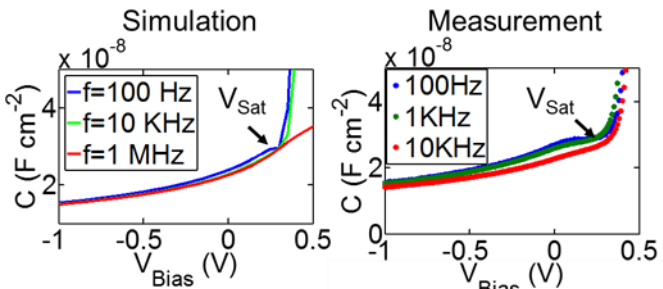 Simulation
x 10⁻⁸
C (F cm⁻²)
4
2
f=100 Hz
f=10 KHz
f=1 MHz
V_Sat
-1
-0.5
0
0.5
V_Bias (V)
Measurement
x 10⁻⁸
C (F cm⁻²)
4
2
0
100Hz
1KHz
10KHz
V_Sat
-1
-0.5
0
0.5
V_Bias (V)